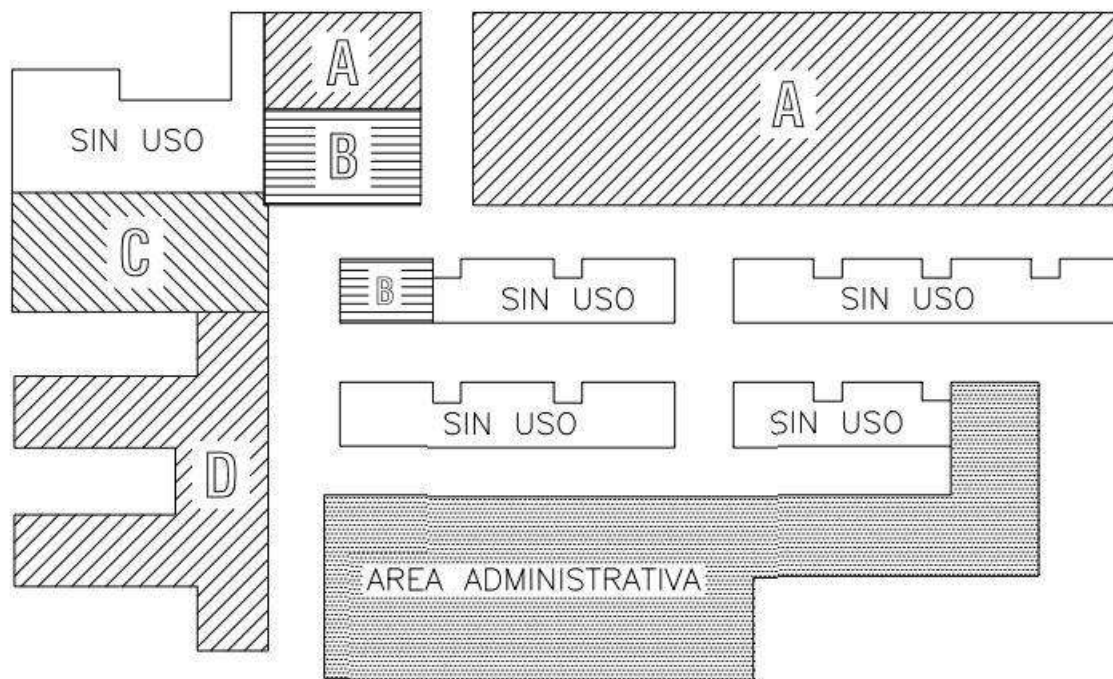 A
A
SIN USO
B
C
B
SIN USO
SIN USO
SIN USO
SIN USO
D
AREA ADMINISTRATIVA